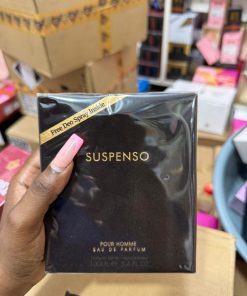 Free Deo Spray Inside
SUSPENSO
POUR HOMME
EAU DE PARFUM